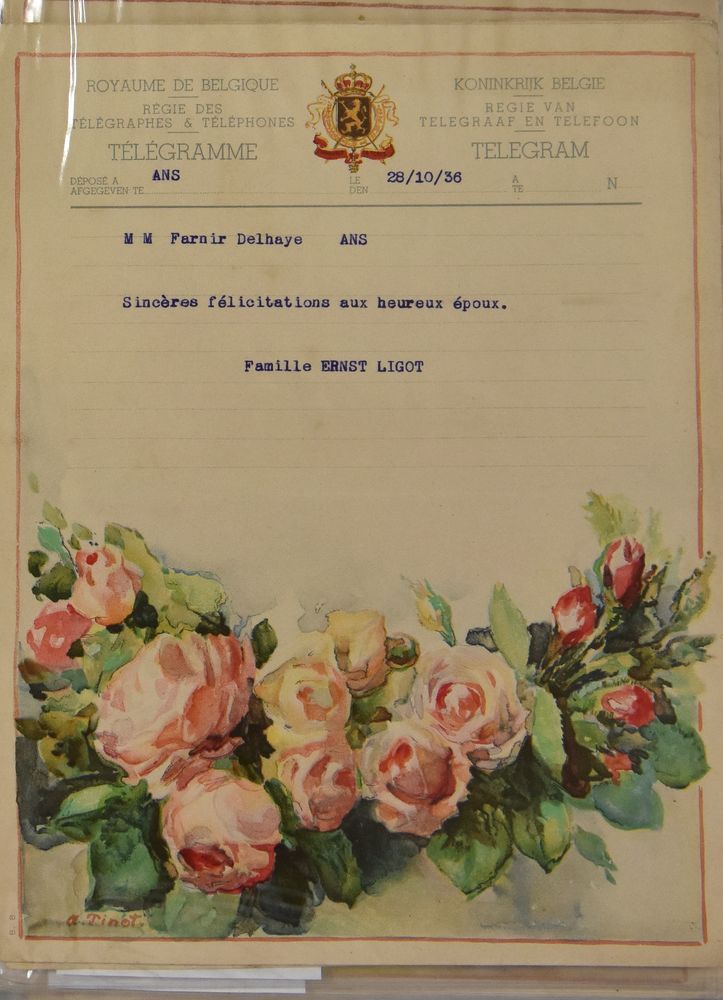 ROYAUME DE BELGIQUE
RÉGIE DES
TÉLÉGRAPHES & TÉLÉPHONES
TÉLÉGRAMME
KONINKRIJK BELGIE
REGIE VAN
TELEGRAAF EN TELEFOON
TELEGRAM
DÉPOSÉ A
AFGEGEVEN TE
ANS
LE
DEN
28/10/36
A
TE
N
M M Farnir Delhaye ANS
Sincères félicitations aux heureux époux.
Famille ERNST LIGOT
A. Pinot.